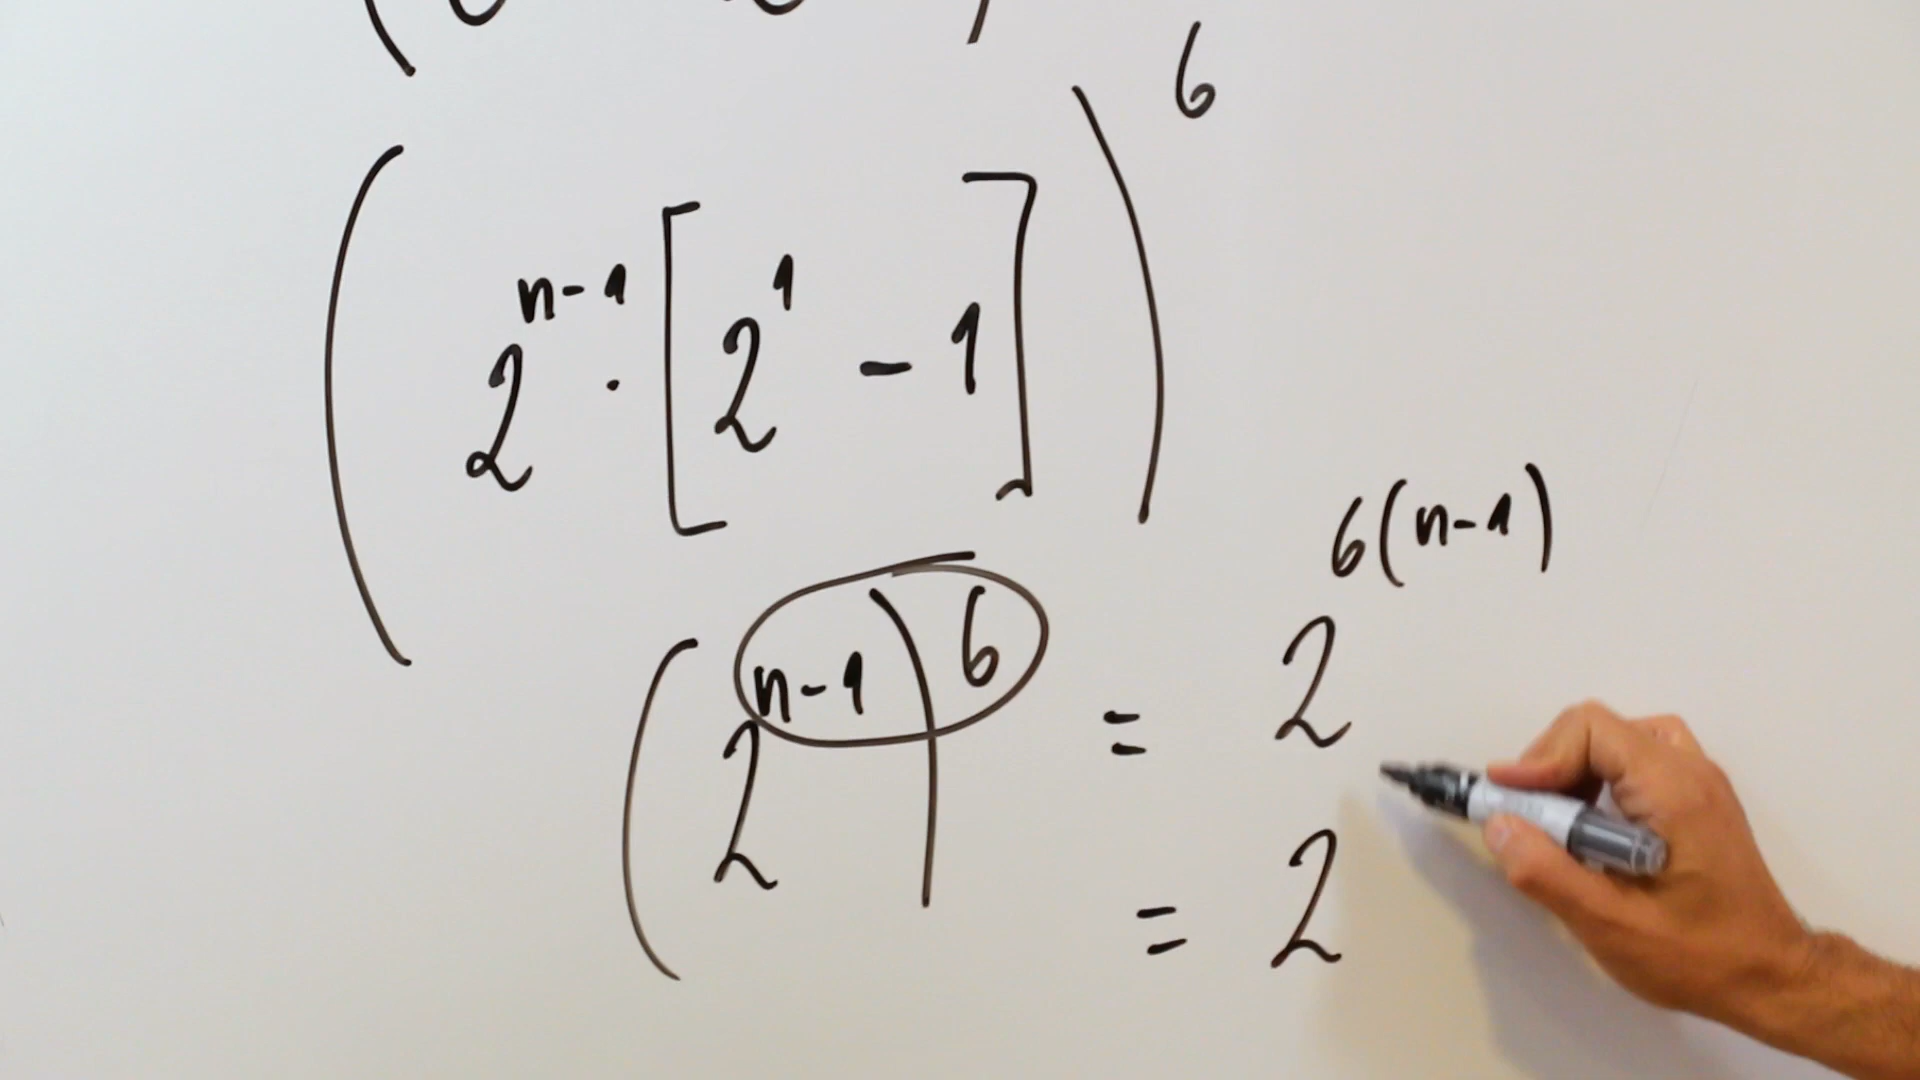 (2^{n-1} · [2^1 - 1])^6
(2^{n-1})^6 = 2^{6(n-1)}
= 2